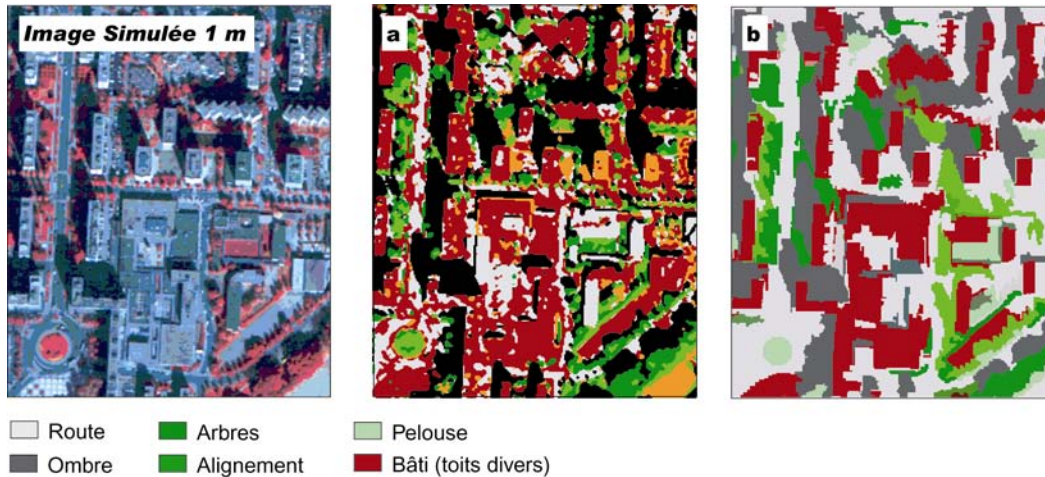 Image Simulée 1 m
a
b
Route
Arbres
Pelouse
Ombre
Alignement
Bâti (toits divers)